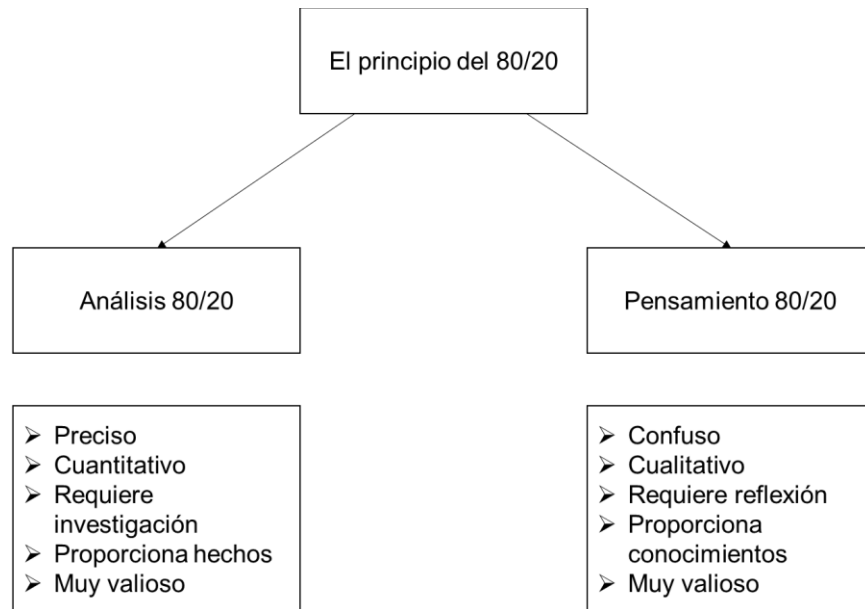 El principio del 80/20
Análisis 80/20
Pensamiento 80/20
➢ Preciso
➢ Cuantitativo
➢ Requiere
investigación
➢ Proporciona hechos
➢ Muy valioso
➢ Confuso
➢ Cualitativo
➢ Requiere reflexión
➢ Proporciona
conocimientos
➢ Muy valioso